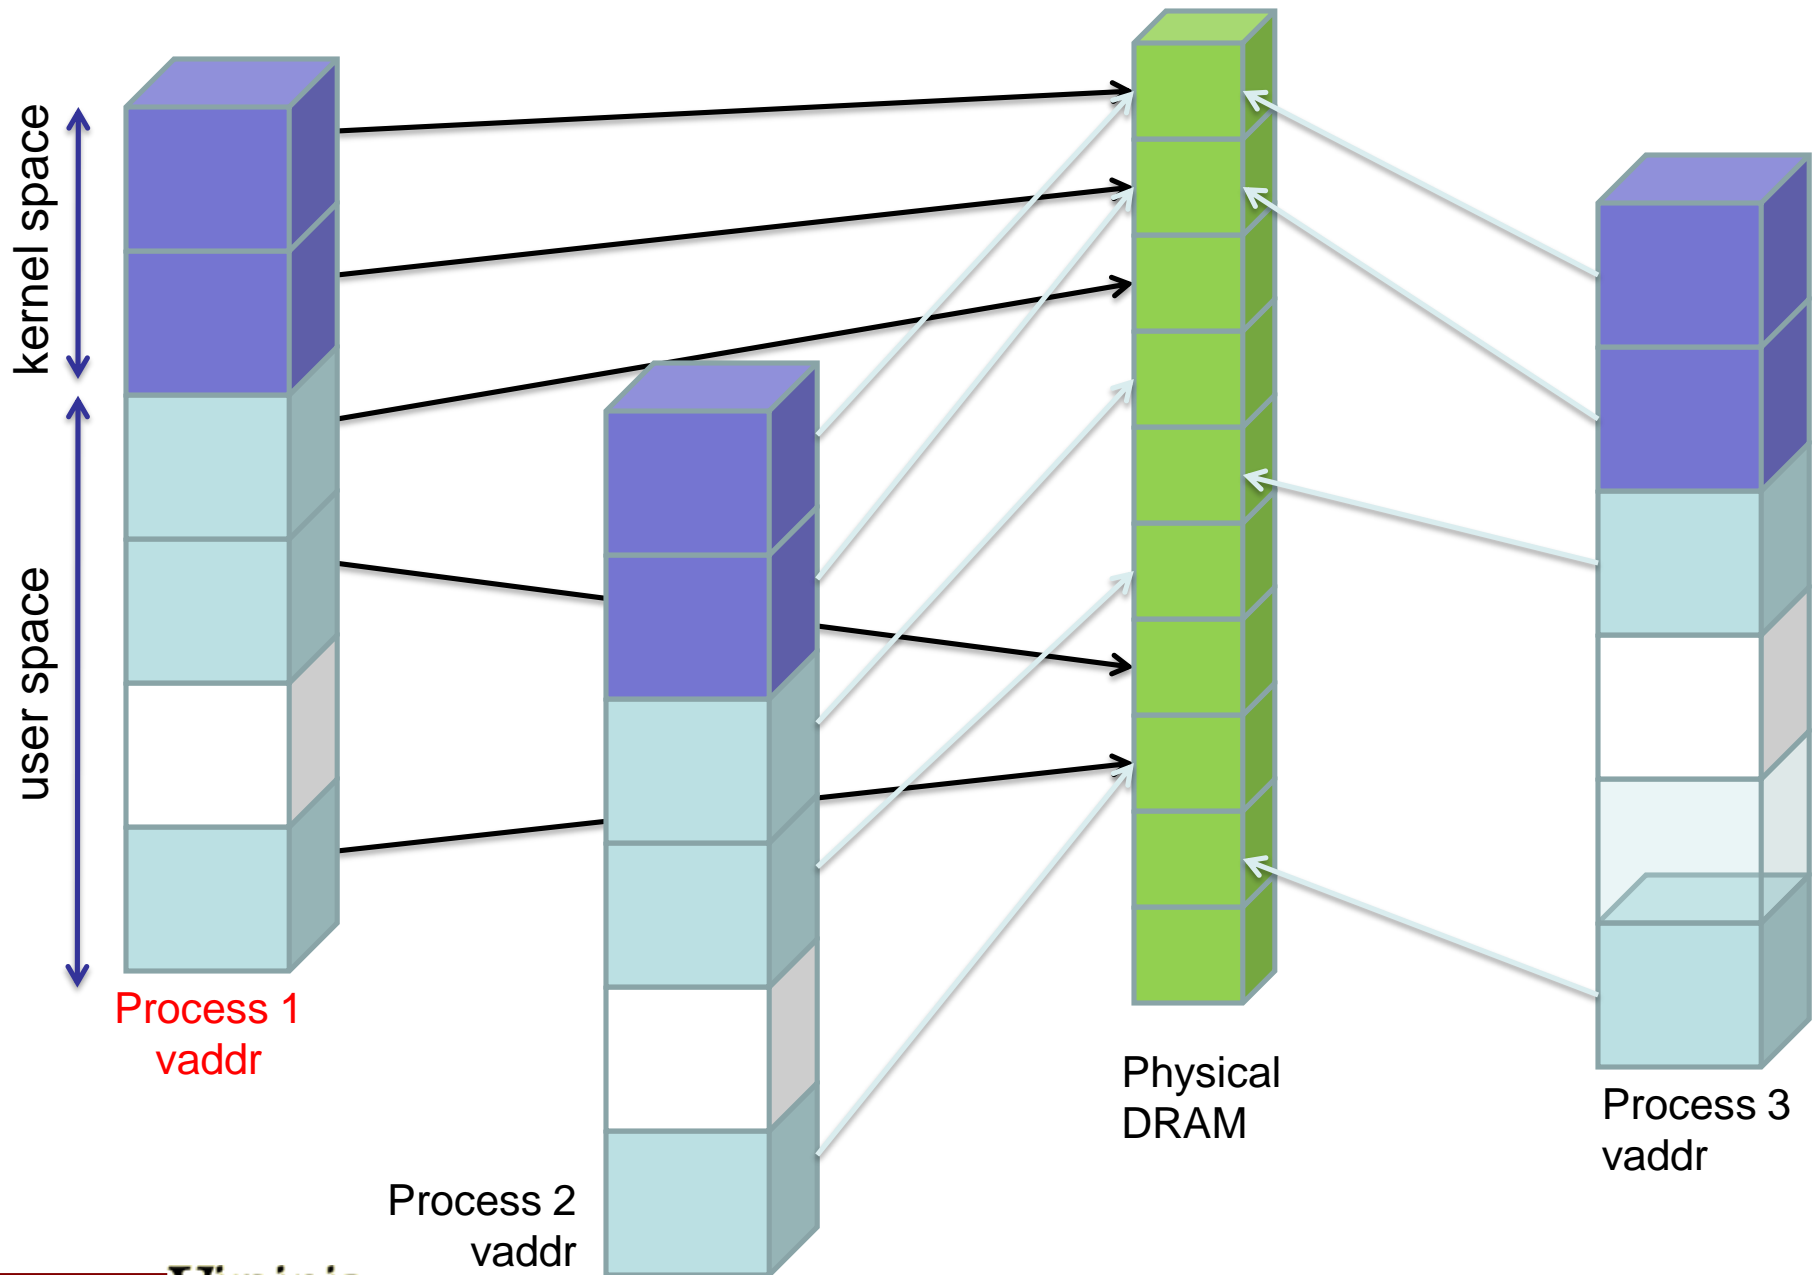 kernel space
user space
Process 1
vaddr
Process 2
vaddr
Physical
DRAM
Process 3
vaddr